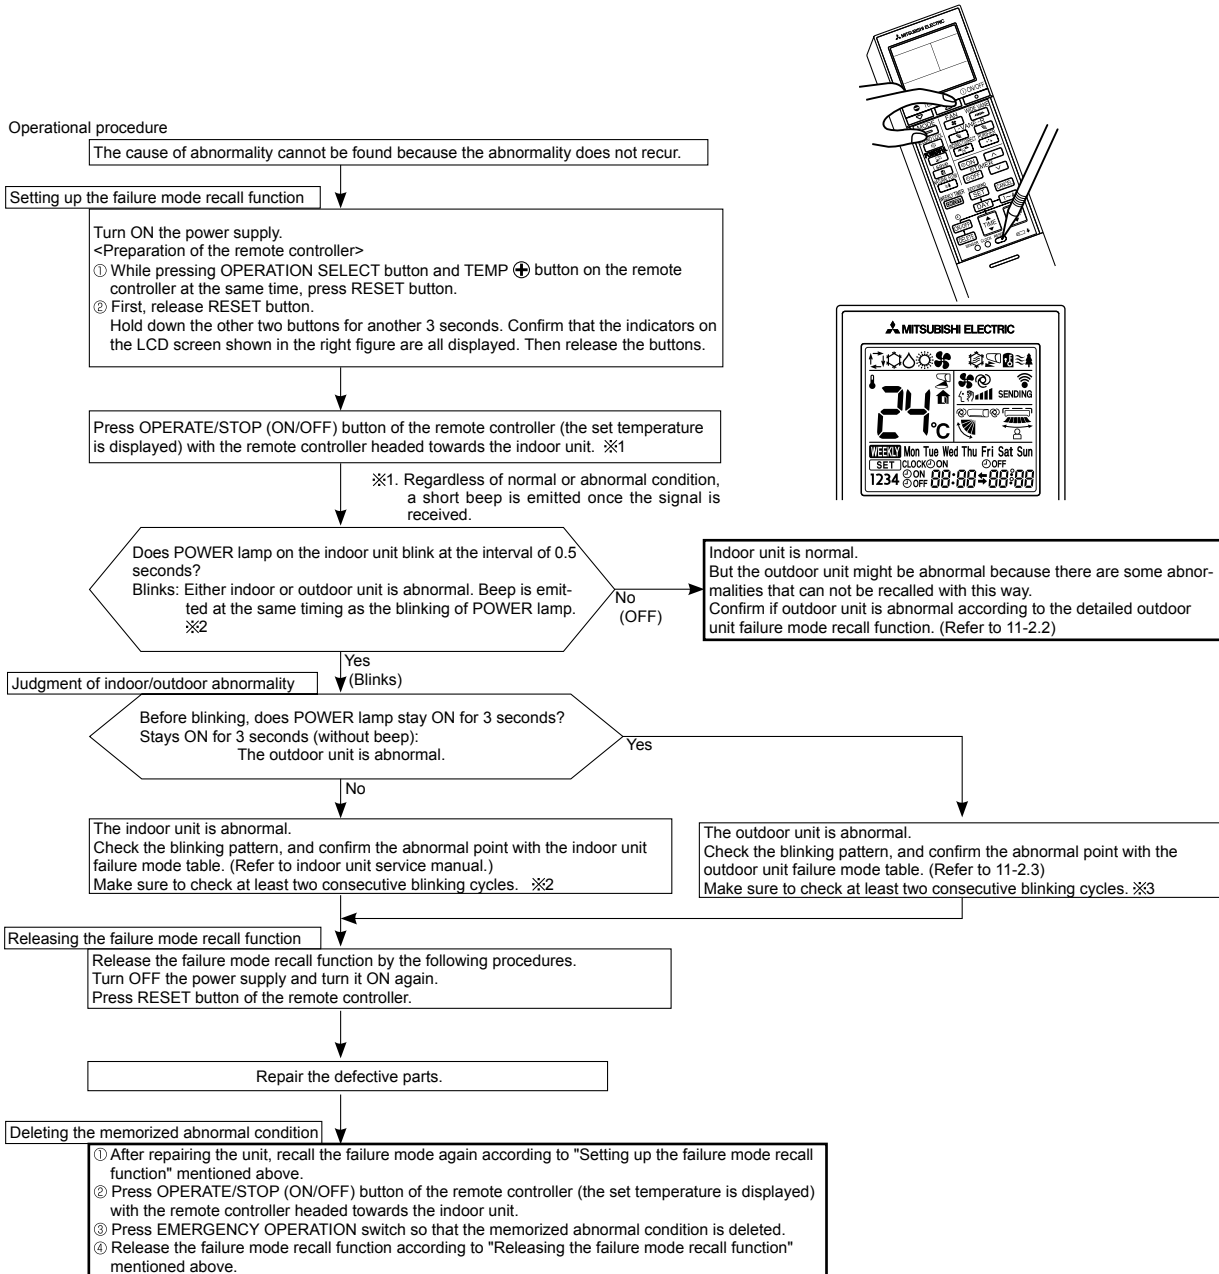 MITSUBISHI ELECTRIC
ON/OFF
Operational procedure
The cause of abnormality cannot be found because the abnormality does not recur.
Setting up the failure mode recall function
Turn ON the power supply.
<Preparation of the remote controller>
① While pressing OPERATION SELECT button and TEMP ⊕ button on the remote
controller at the same time, press RESET button.
② First, release RESET button.
Hold down the other two buttons for another 3 seconds. Confirm that the indicators on
the LCD screen shown in the right figure are all displayed. Then release the buttons.
MITSUBISHI ELECTRIC
24°C
SENDING
WEEKLY Mon Tue Wed Thu Fri Sat Sun
SET CLOCK ON OFF
1234 ON OFF 88:88 88:88
Press OPERATE/STOP (ON/OFF) button of the remote controller (the set temperature
is displayed) with the remote controller headed towards the indoor unit. ※1
※1. Regardless of normal or abnormal condition,
a short beep is emitted once the signal is
received.
Does POWER lamp on the indoor unit blink at the interval of 0.5
seconds?
Blinks: Either indoor or outdoor unit is abnormal. Beep is emit-
ted at the same timing as the blinking of POWER lamp.
※2
No
(OFF)
Indoor unit is normal.
But the outdoor unit might be abnormal because there are some abnor-
malities that can not be recalled with this way.
Confirm if outdoor unit is abnormal according to the detailed outdoor
unit failure mode recall function. (Refer to 11-2.2)
Yes
(Blinks)
Judgment of indoor/outdoor abnormality
Before blinking, does POWER lamp stay ON for 3 seconds?
Stays ON for 3 seconds (without beep):
The outdoor unit is abnormal.
Yes
No
The indoor unit is abnormal.
Check the blinking pattern, and confirm the abnormal point with the indoor unit
failure mode table. (Refer to indoor unit service manual.)
Make sure to check at least two consecutive blinking cycles. ※2
The outdoor unit is abnormal.
Check the blinking pattern, and confirm the abnormal point with the
outdoor unit failure mode table. (Refer to 11-2.3)
Make sure to check at least two consecutive blinking cycles. ※3
Releasing the failure mode recall function
Release the failure mode recall function by the following procedures.
Turn OFF the power supply and turn it ON again.
Press RESET button of the remote controller.
Repair the defective parts.
Deleting the memorized abnormal condition
① After repairing the unit, recall the failure mode again according to "Setting up the failure mode recall
function" mentioned above.
② Press OPERATE/STOP (ON/OFF) button of the remote controller (the set temperature is displayed)
with the remote controller headed towards the indoor unit.
③ Press EMERGENCY OPERATION switch so that the memorized abnormal condition is deleted.
④ Release the failure mode recall function according to "Releasing the failure mode recall function"
mentioned above.